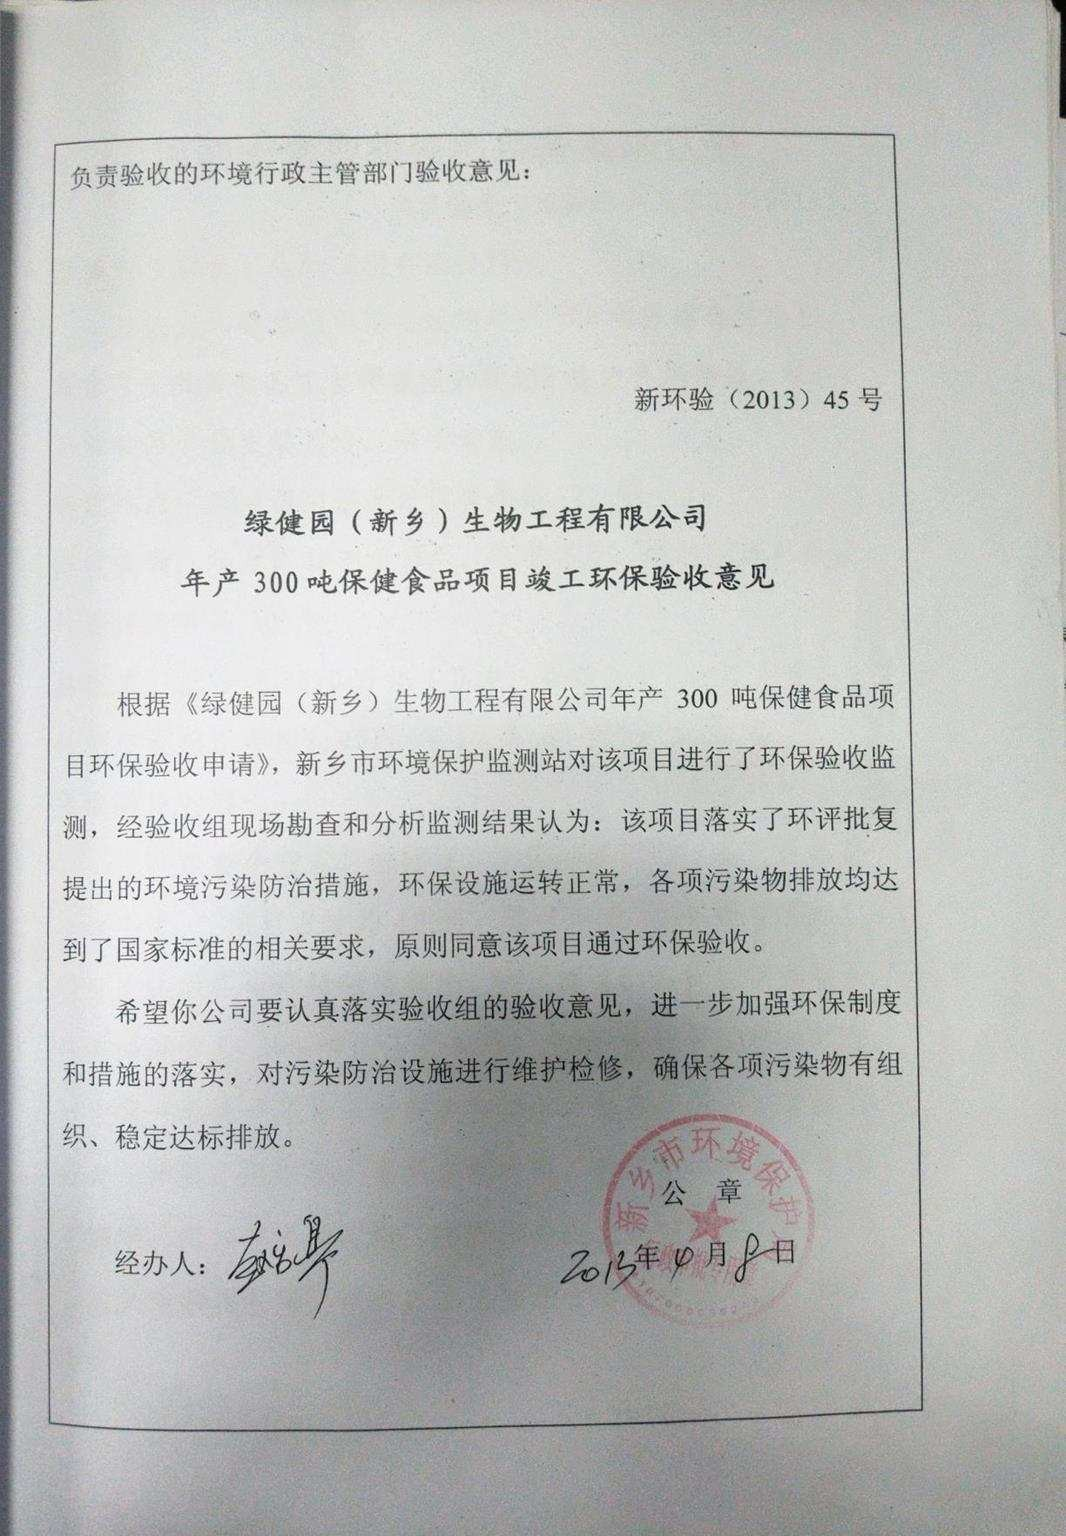 负责验收的环境行政主管部门验收意见：
新环验（2013）45 号
绿健园（新乡）生物工程有限公司
年产 300 吨保健食品项目竣工环保验收意见
根据《绿健园（新乡）生物工程有限公司年产 300 吨保健食品项
目环保验收申请》，新乡市环境保护监测站对该项目进行了环保验收监
测，经验收组现场勘查和分析监测结果认为：该项目落实了环评批复
提出的环境污染防治措施，环保设施运转正常，各项污染物排放均达
到了国家标准的相关要求，原则同意该项目通过环保验收。
希望你公司要认真落实验收组的验收意见，进一步加强环保制度
和措施的落实，对污染防治设施进行维护检修，确保各项污染物有组
织、稳定达标排放。
新乡市环境保护
公 章
经办人：
2013年4月8日